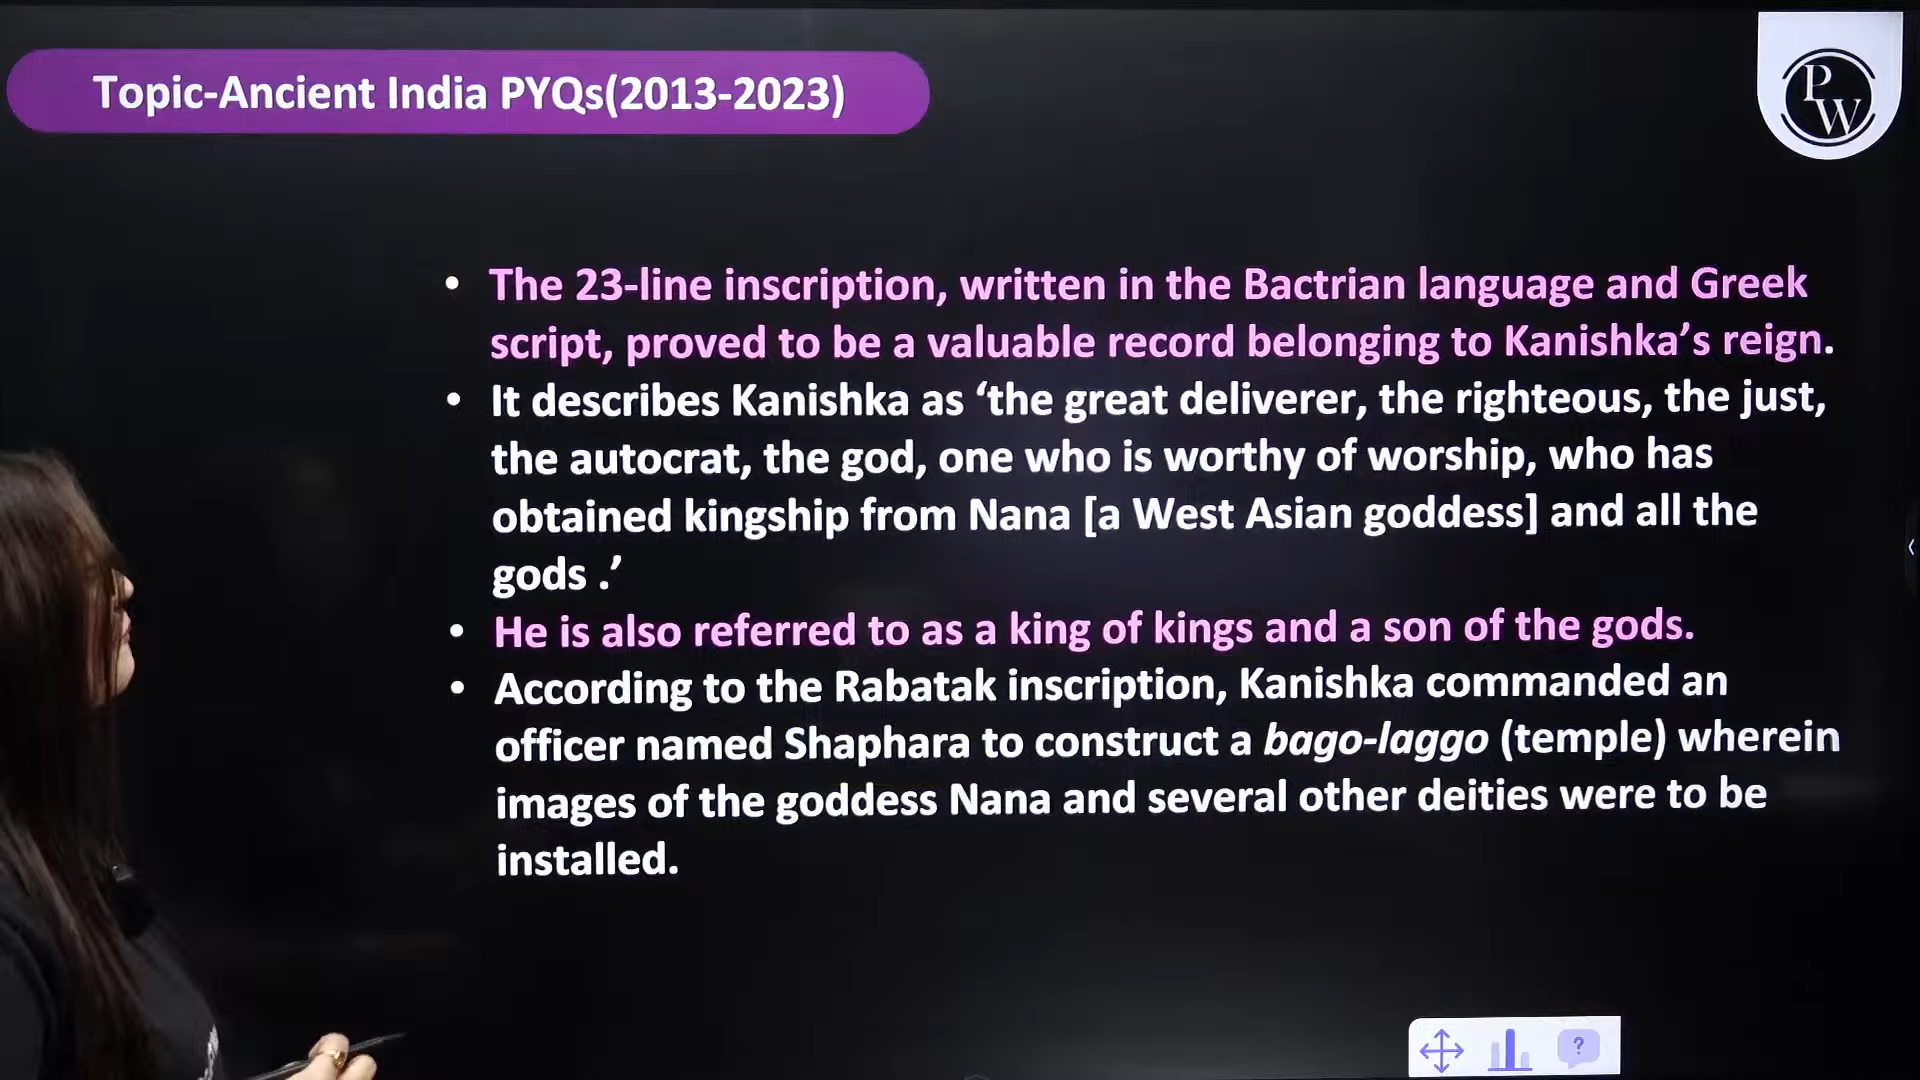 Topic-Ancient India PYQs(2013-2023)
PW
• The 23-line inscription, written in the Bactrian language and Greek
script, proved to be a valuable record belonging to Kanishka’s reign.
• It describes Kanishka as ‘the great deliverer, the righteous, the just,
the autocrat, the god, one who is worthy of worship, who has
obtained kingship from Nana [a West Asian goddess] and all the
gods .’
• He is also referred to as a king of kings and a son of the gods.
• According to the Rabatak inscription, Kanishka commanded an
officer named Shaphara to construct a bago-laggo (temple) wherein
images of the goddess Nana and several other deities were to be
installed.
?